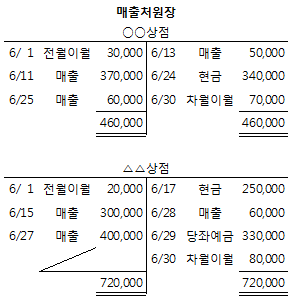 매출처원장
○○상점
6/ 1 전월이월 30,000 6/13 매출 50,000
6/11 매출 370,000 6/24 현금 340,000
6/25 매출 60,000 6/30 차월이월 70,000
460,000 460,000
△△상점
6/ 1 전월이월 20,000 6/17 현금 250,000
6/15 매출 300,000 6/28 매출 60,000
6/27 매출 400,000 6/29 당좌예금 330,000
6/30 차월이월 80,000
720,000 720,000